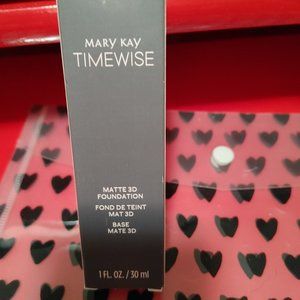 MARY KAY
TIMEWISE
MATTE 3D
FOUNDATION
FOND DE TEINT
MAT 3D
BASE
MATE 3D
1 FL. OZ. / 30 ml